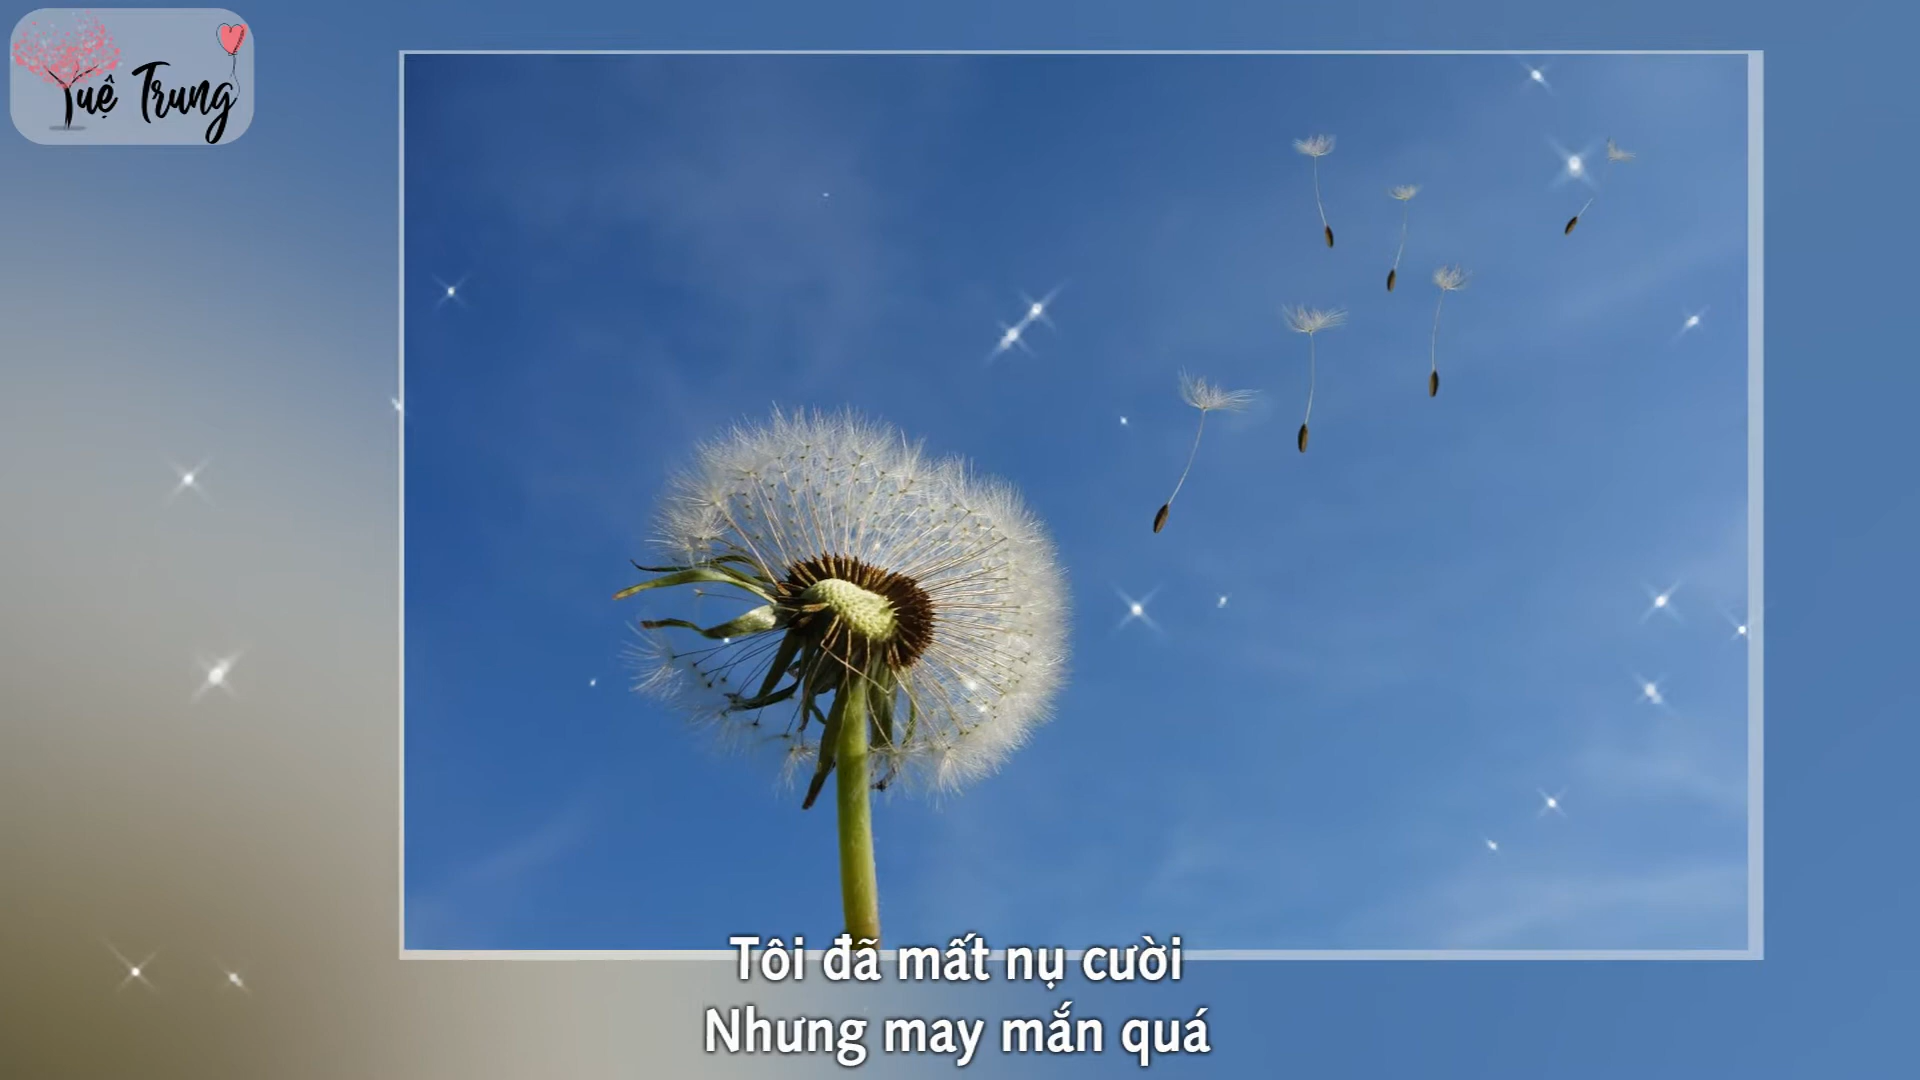 Tuệ Trung
Tôi đã mất nụ cười
Nhưng may mắn quá